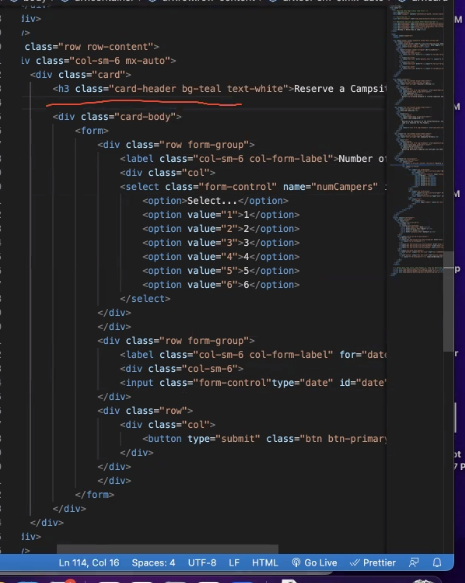 div>
/>
class="row row-content">
iv class="col-sm-6 mx-auto">
<div class="card">
<h3 class="card-header bg-teal text-white">Reserve a Campsit
<div class="card-body">
<form>
<div class="row form-group">
<label class="col-sm-6 col-form-label">Number of
<div class="col">
<select class="form-control" name="numCampers"
<option>Select...</option>
<option value="1">1</option>
<option value="2">2</option>
<option value="3">3</option>
<option value="4">4</option>
<option value="5">5</option>
<option value="6">6</option>
</select>
</div>
</div>
<div class="row form-group">
<label class="col-sm-6 col-form-label" for="date
<div class="col-sm-6">
<input class="form-control"type="date" id="date"
</div>
<div class="row">
<div class="col">
<button type="submit" class="btn btn-primary
</div>
</div>
</div>
</form>
</div>
</div>
div>
/>
Ln 114, Col 16 Spaces: 4 UTF-8 LF HTML Go Live Prettier